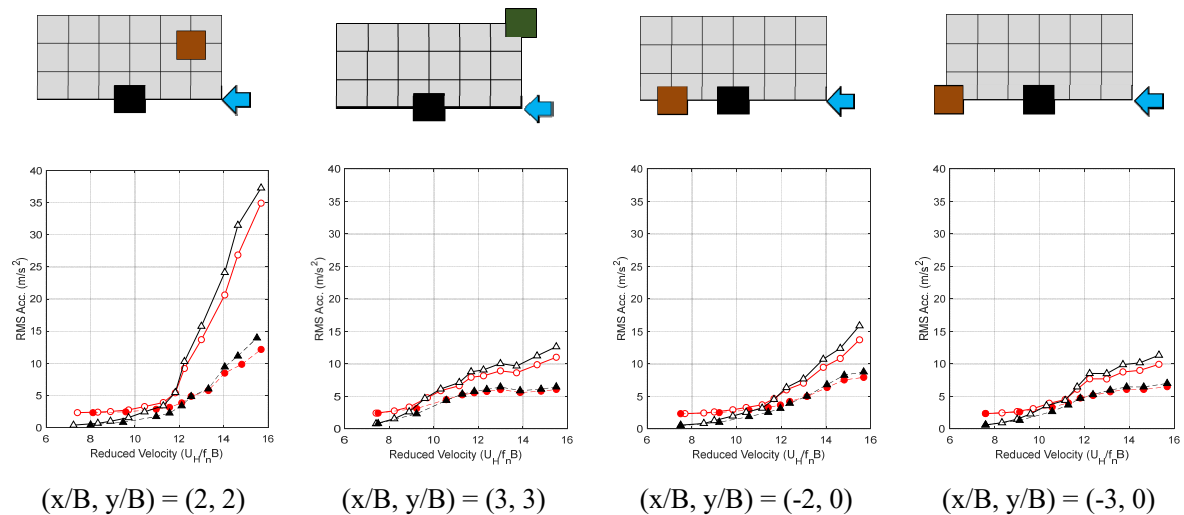 40
35
30
25
20
15
10
5
0
RMS Acc. (m/s²)
6 8 10 12 14 16
Reduced Velocity (U_H/f_nB)
(x/B, y/B) = (2, 2)
40
35
30
25
20
15
10
5
0
RMS Acc. (m/s²)
6 8 10 12 14 16
Reduced Velocity (U_H/f_nB)
(x/B, y/B) = (3, 3)
40
35
30
25
20
15
10
5
0
RMS Acc. (m/s²)
6 8 10 12 14 16
Reduced Velocity (U_H/f_nB)
(x/B, y/B) = (-2, 0)
40
35
30
25
20
15
10
5
0
RMS Acc. (m/s²)
6 8 10 12 14 16
Reduced Velocity (U_H/f_nB)
(x/B, y/B) = (-3, 0)